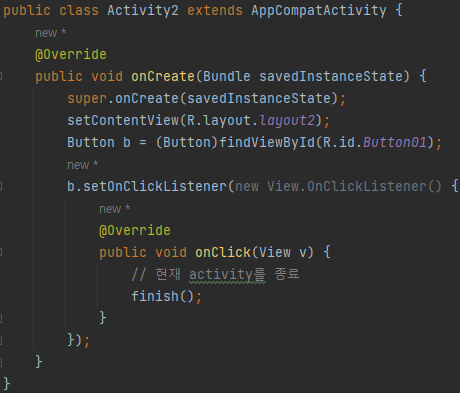 public class Activity2 extends AppCompatActivity {
new *
@Override
public void onCreate(Bundle savedInstanceState) {
super.onCreate(savedInstanceState);
setContentView(R.layout.layout2);
Button b = (Button)findViewById(R.id.Button01);
new *
b.setOnClickListener(new View.OnClickListener() {
new *
@Override
public void onClick(View v) {
// 현재 activity를 종료
finish();
}
});
}
}